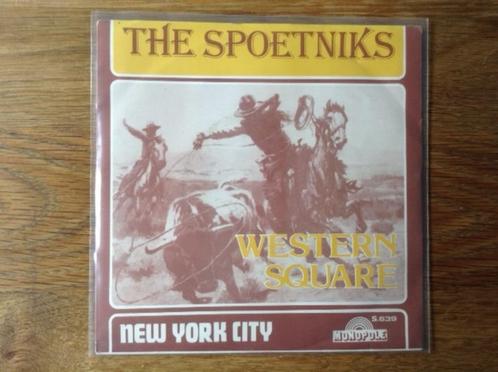 THE SPOETNIKS
WESTERN
SQUARE
NEW YORK CITY
S.639
MONOPOLE